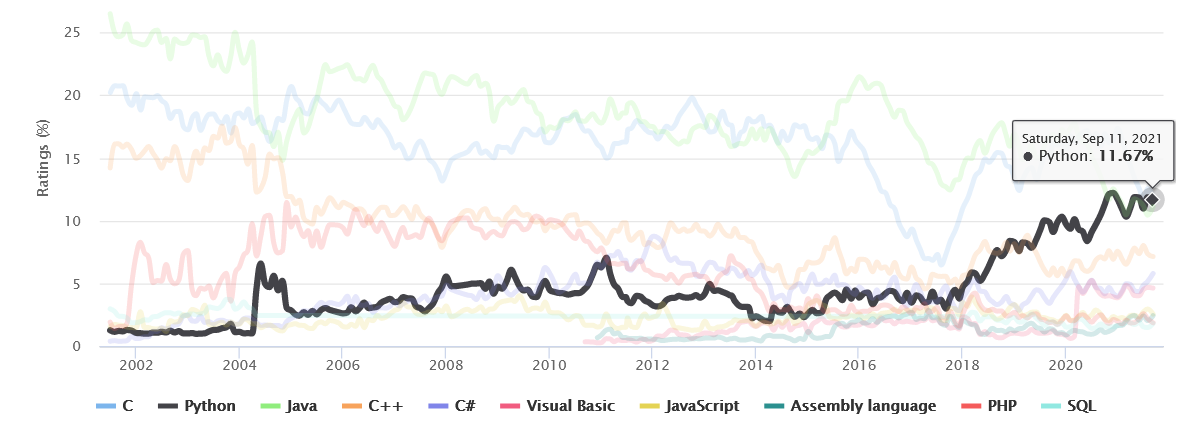 25
20
15
10
5
0
Ratings (%)
Saturday, Sep 11, 2021
● Python: 11.67%
2002 2004 2006 2008 2010 2012 2014 2016 2018 2020
C Python Java C++ C# Visual Basic JavaScript Assembly language PHP SQL